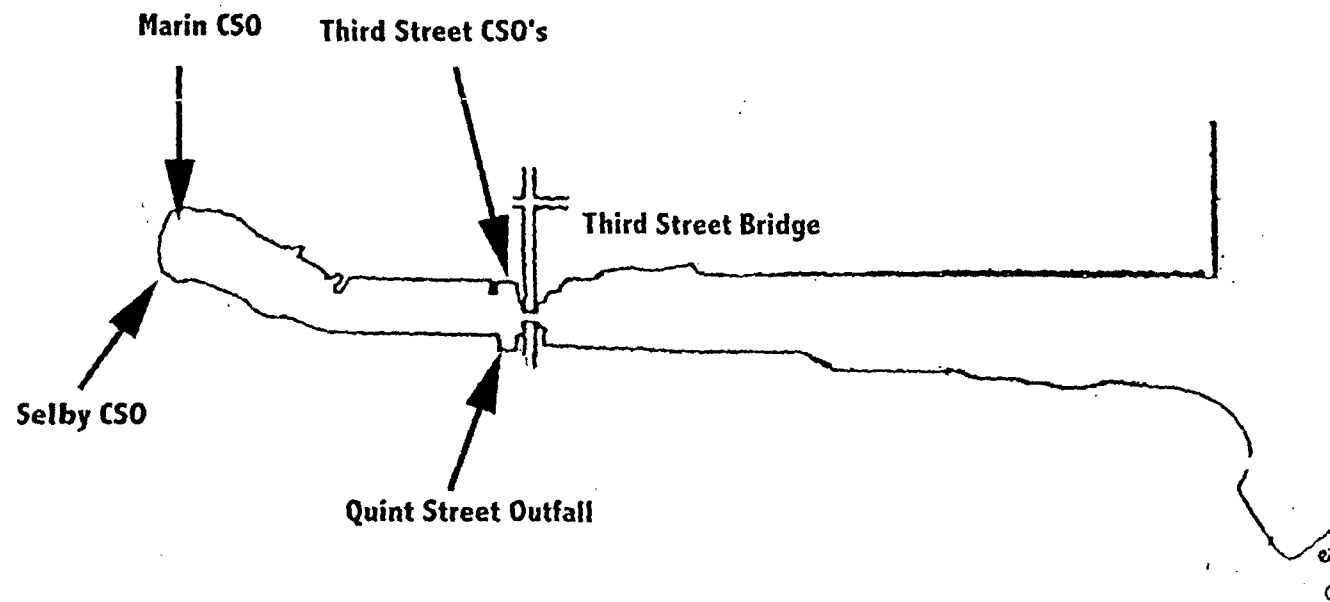 Marin CSO
Third Street CSO's
Third Street Bridge
Selby CSO
Quint Street Outfall